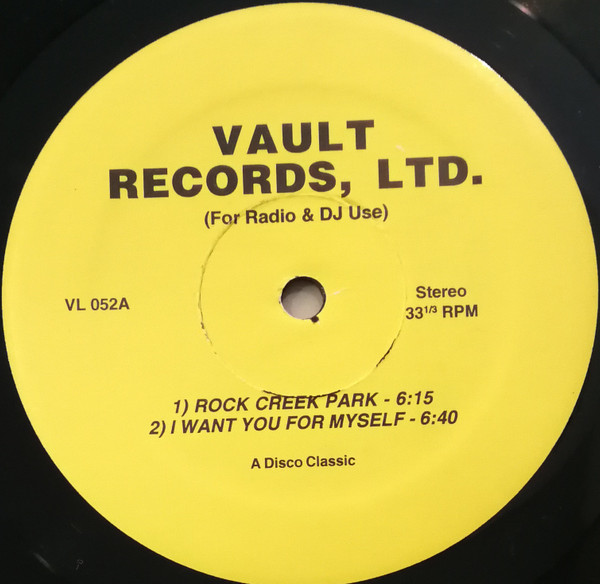 VAULT
RECORDS, LTD.
(For Radio & DJ Use)
VL 052A
Stereo
33 1/3 RPM
1) ROCK CREEK PARK - 6:15
2) I WANT YOU FOR MYSELF - 6:40
A Disco Classic